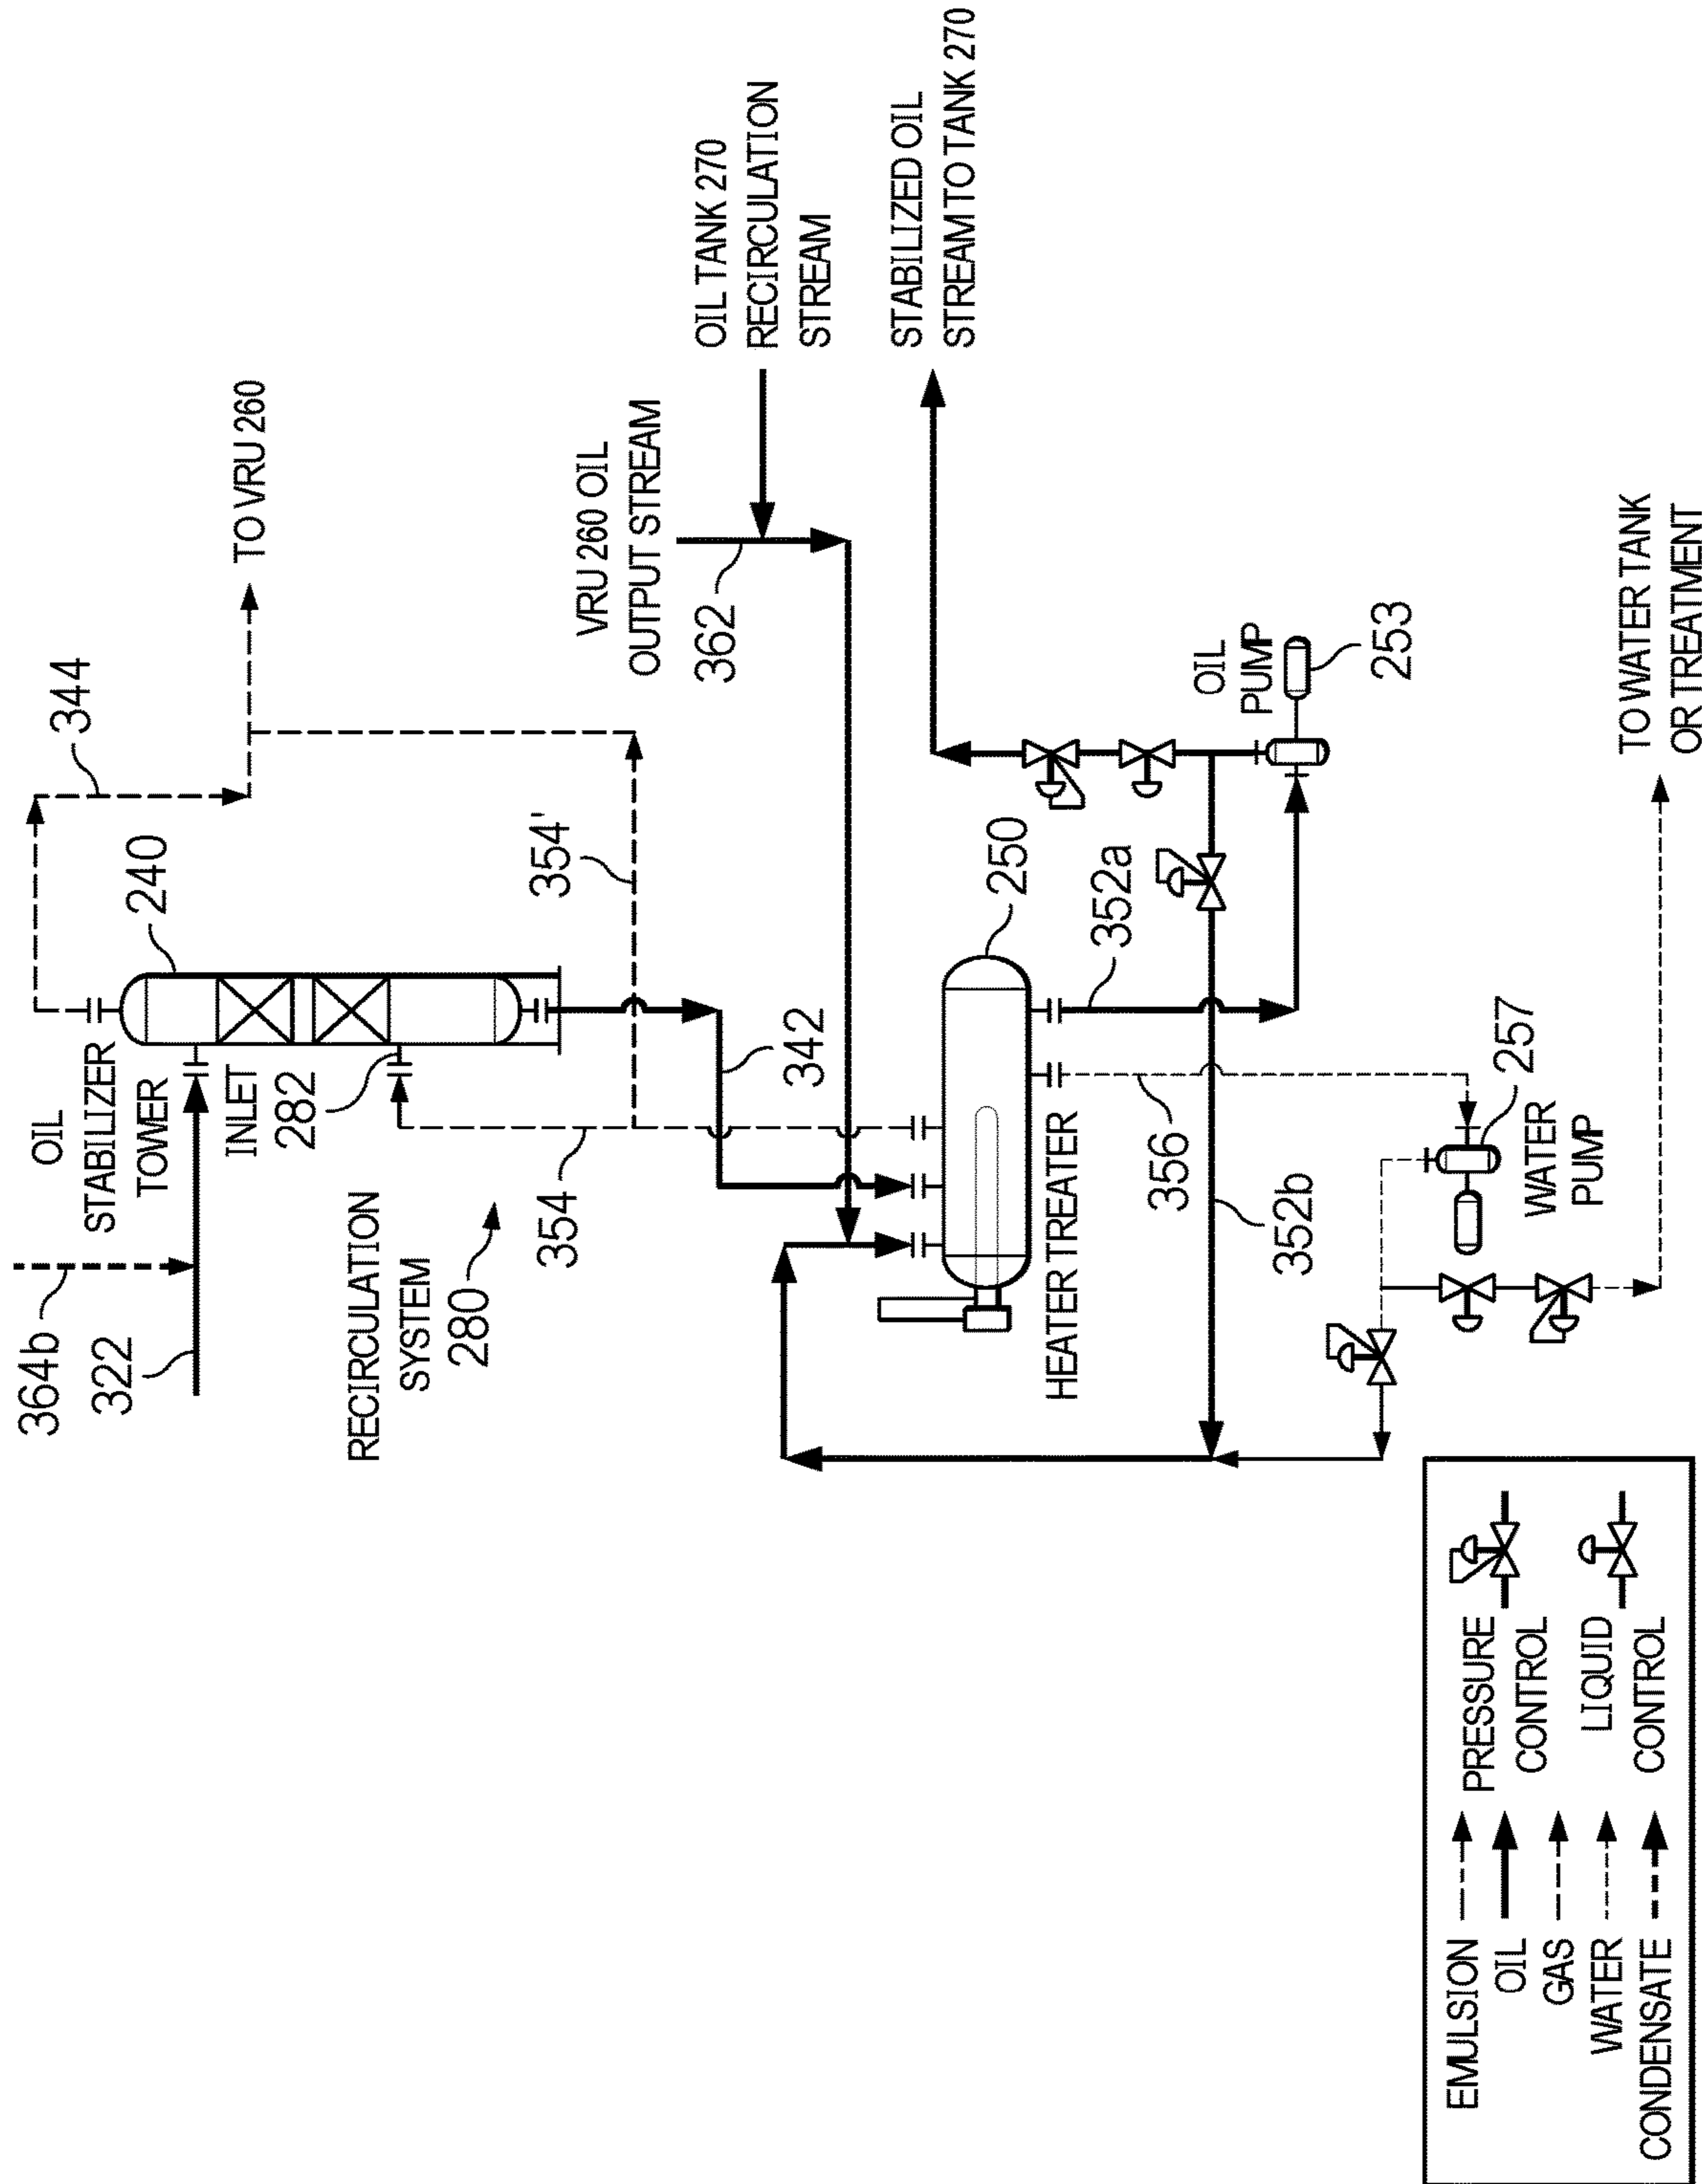 364b
322
OIL
STABILIZER
TOWER
240
344
TO VRU 260
INLET
282
RECIRCULATION
SYSTEM
280
354
354'
342
VRU 260 OIL
OUTPUT STREAM
362
OIL TANK 270
RECIRCULATION
STREAM
STABILIZED OIL
STREAM TO TANK 270
HEATER TREATER
250
352a
356
352b
OIL
PUMP
253
257
WATER
PUMP
TO WATER TANK
OR TREATMENT
EMULSION
OIL
GAS
WATER
CONDENSATE
PRESSURE
CONTROL
LIQUID
CONTROL